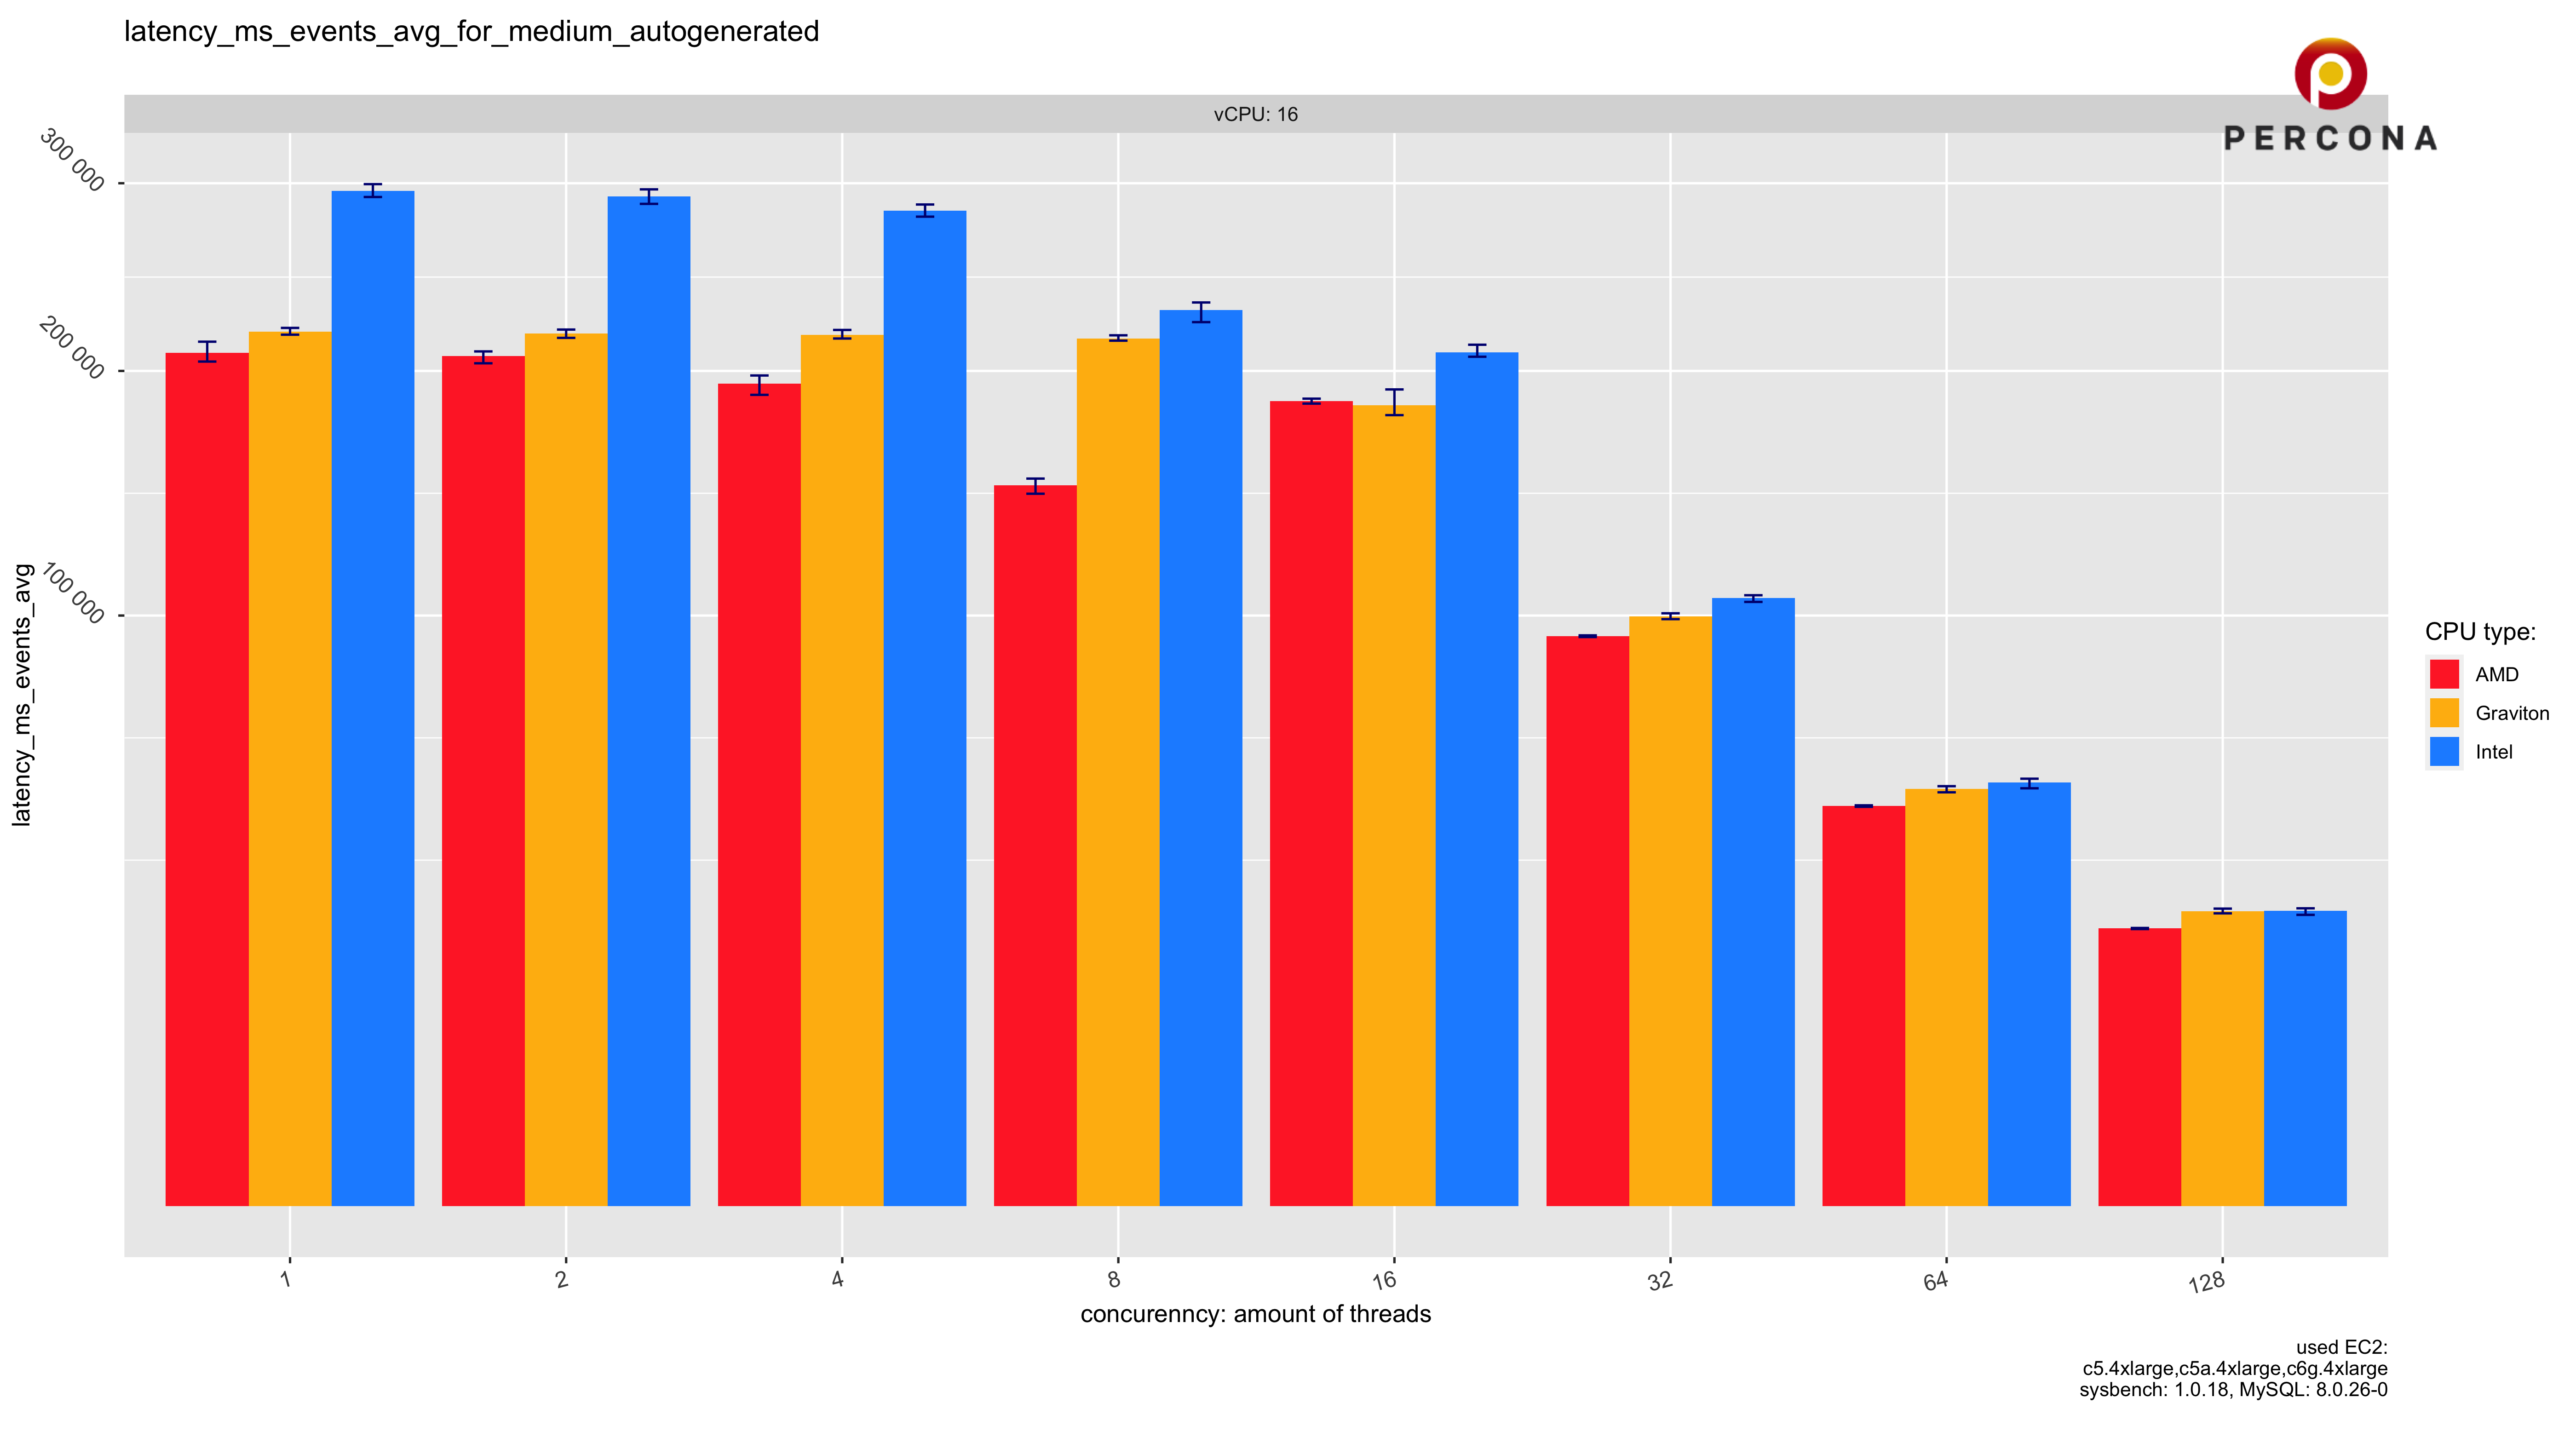 latency_ms_events_avg_for_medium_autogenerated
PERCONA
vCPU: 16
300 000
200 000
100 000
latency_ms_events_avg
1
2
4
8
16
32
64
128
concurenncy: amount of threads
CPU type:
AMD
Graviton
Intel
used EC2:
c5.4xlarge,c5a.4xlarge,c6g.4xlarge
sysbench: 1.0.18, MySQL: 8.0.26-0